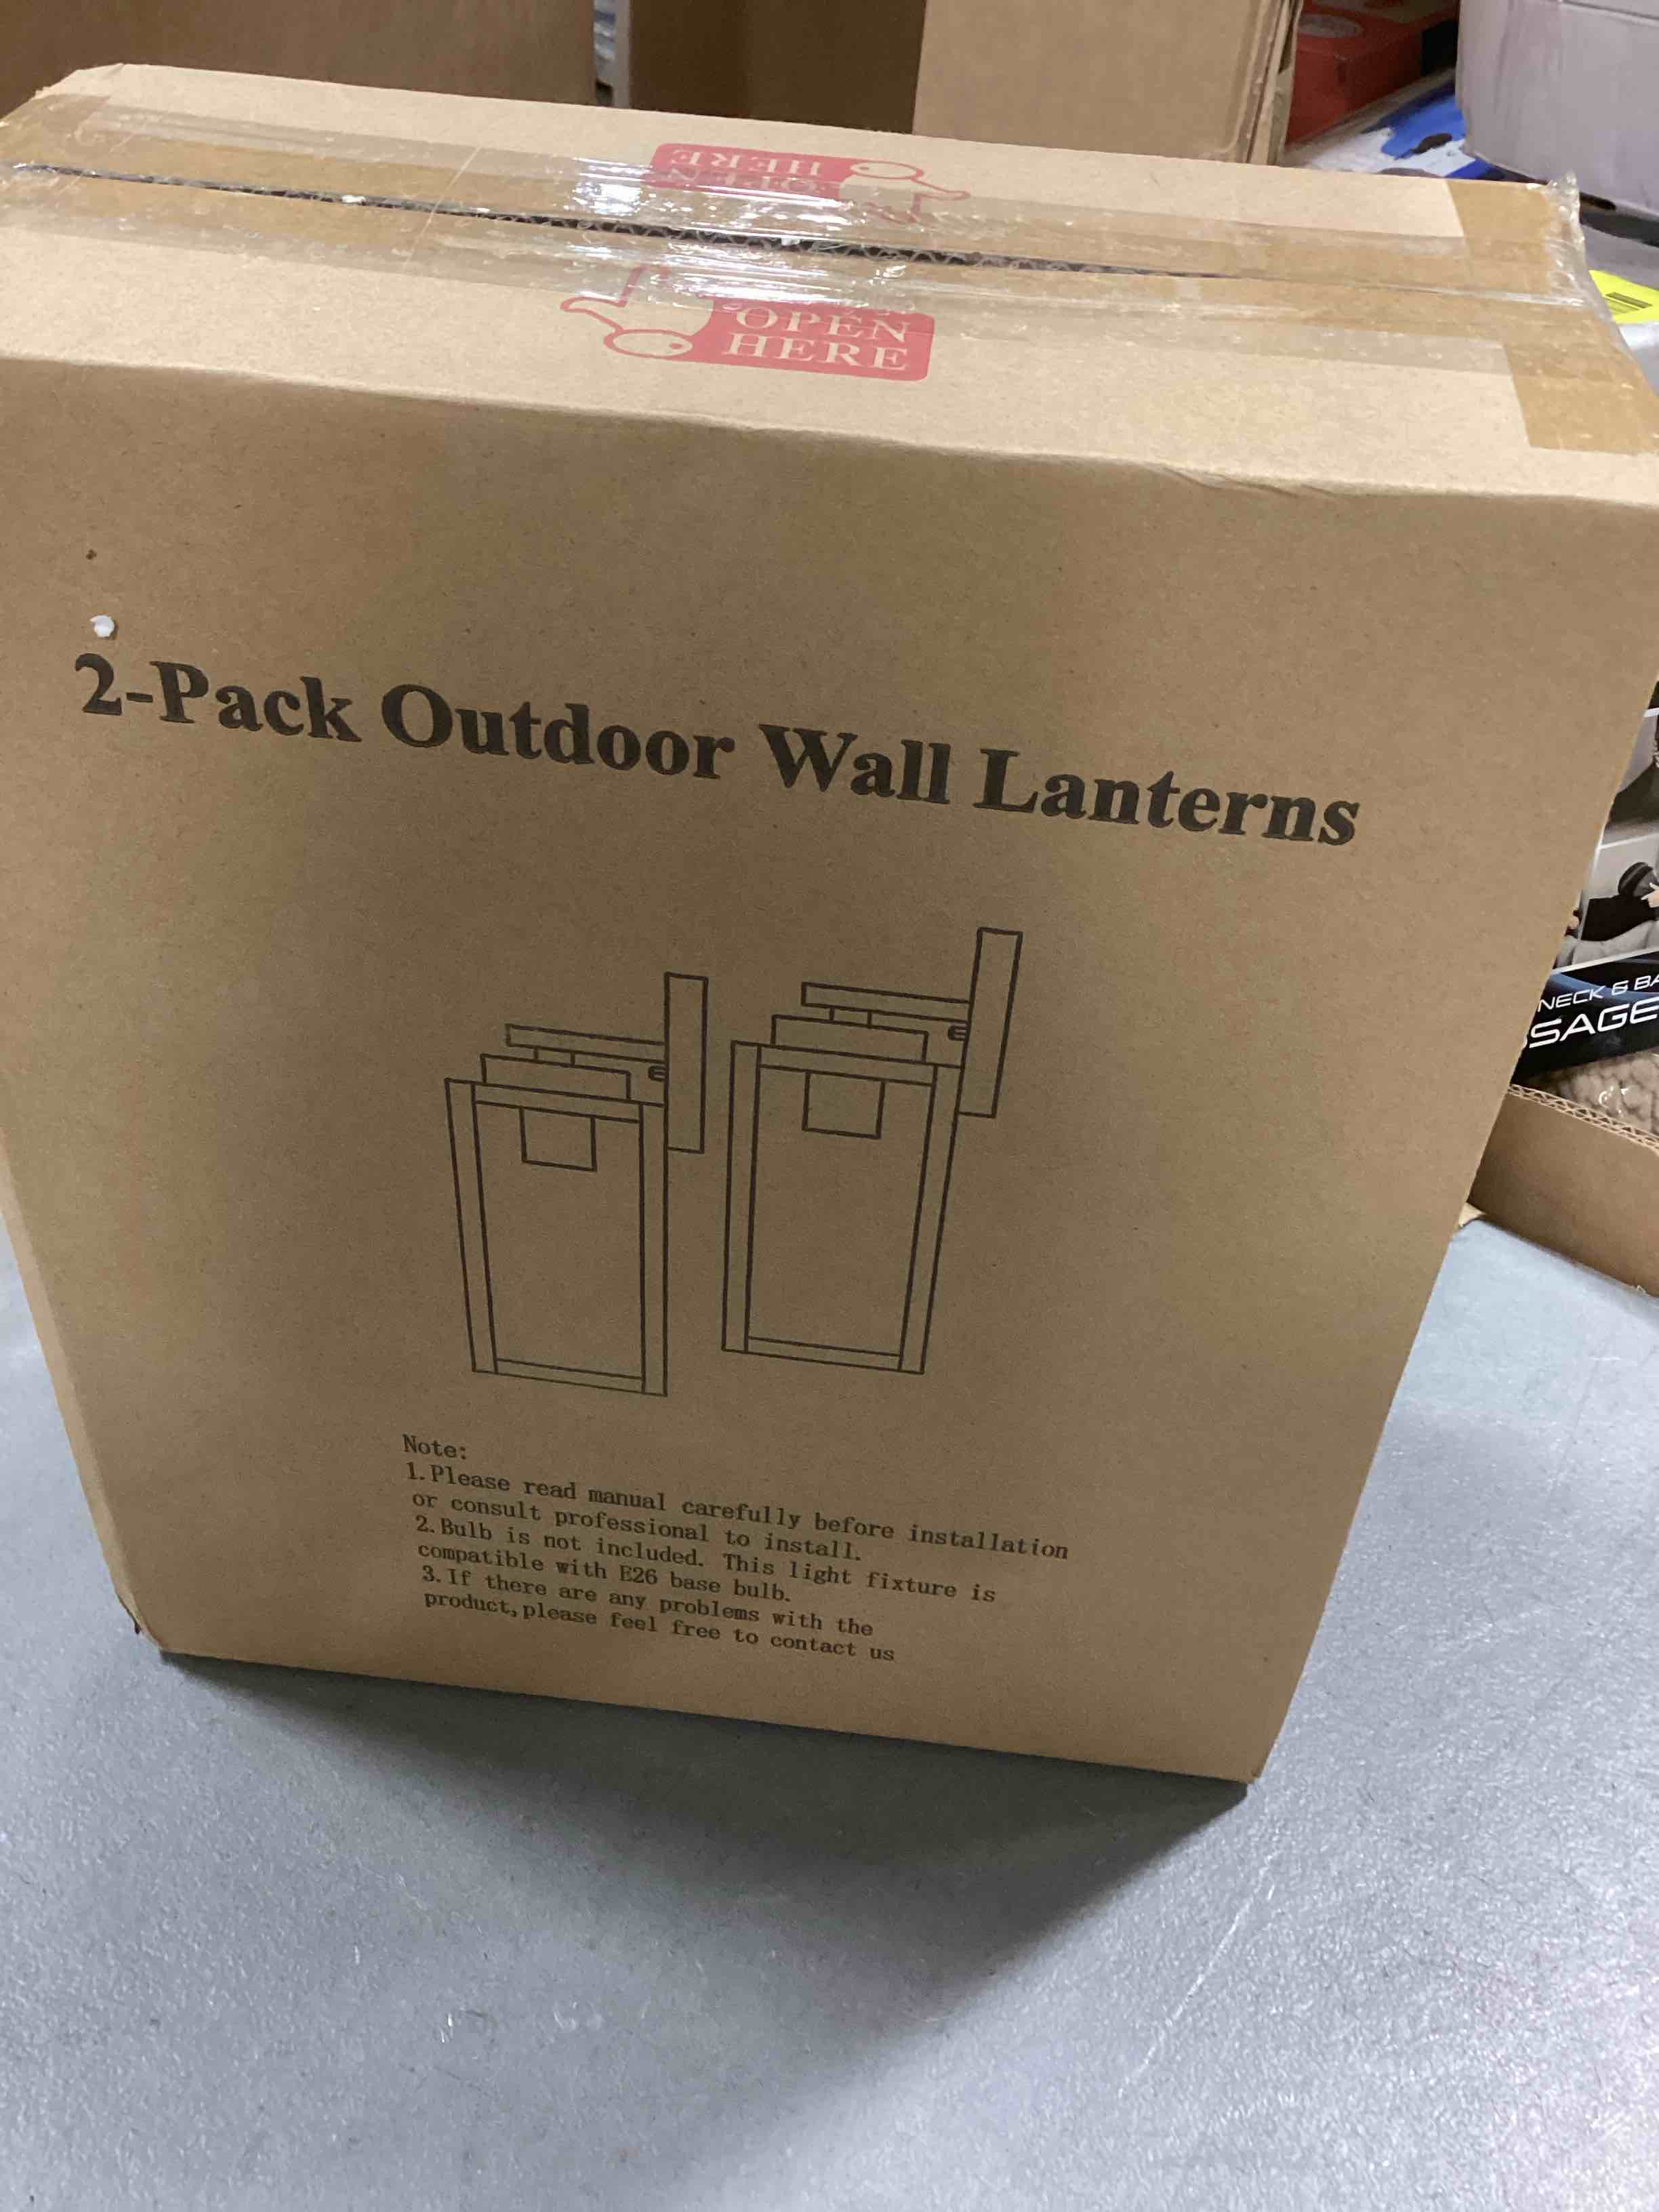 OPEN
HERE
OPEN
HERE
2-Pack Outdoor Wall Lanterns
Note:
1.Please read manual carefully before installation
or consult professional to install.
2.Bulb is not included. This light fixture is
compatible with E26 base bulb.
3.If there are any problems with the
product,please feel free to contact us
NECK & BA
SAGE